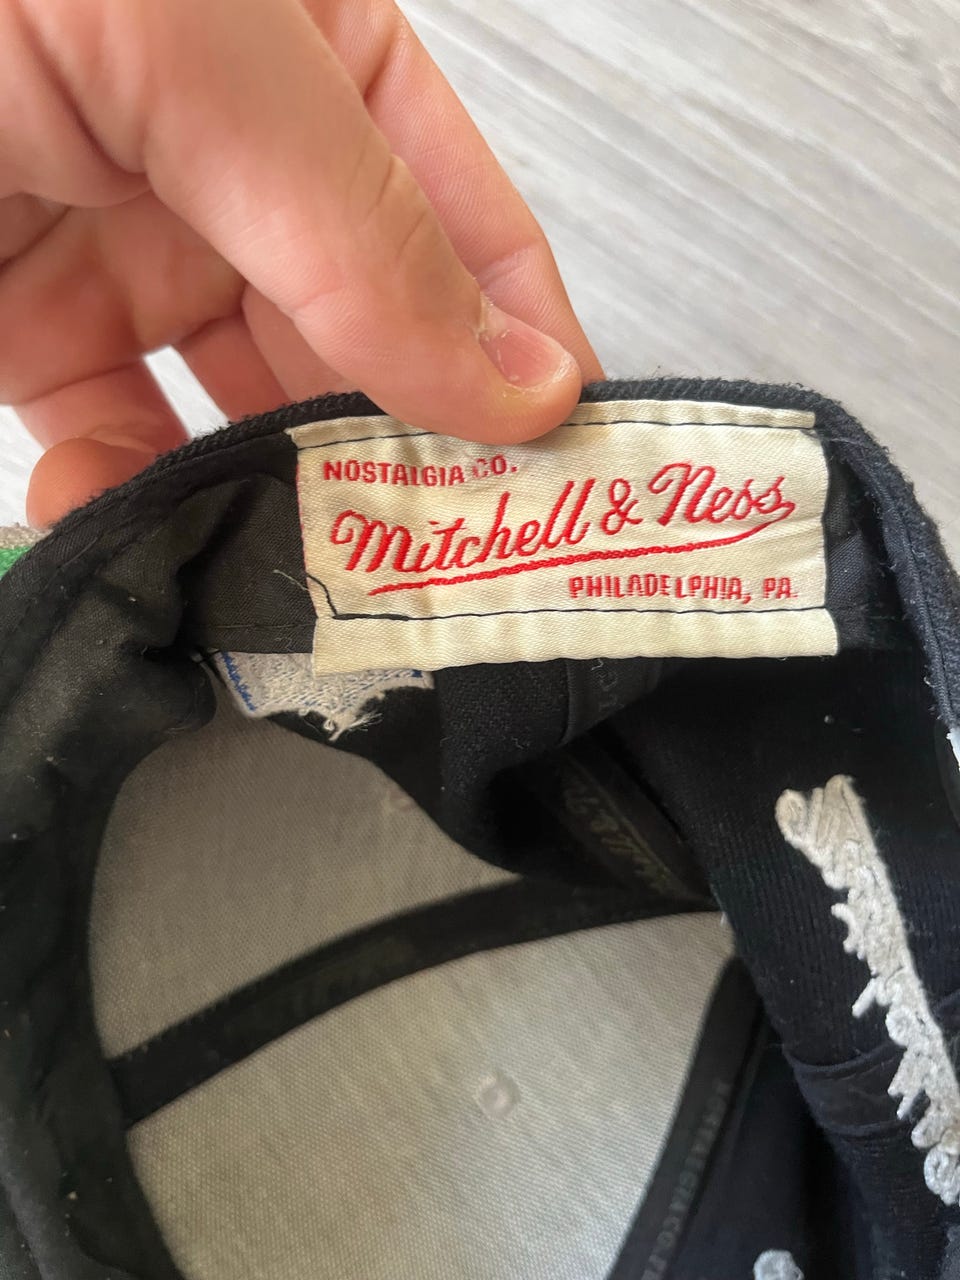 NOSTALGIA CO.
Mitchell & Ness
PHILADELPHIA, PA.